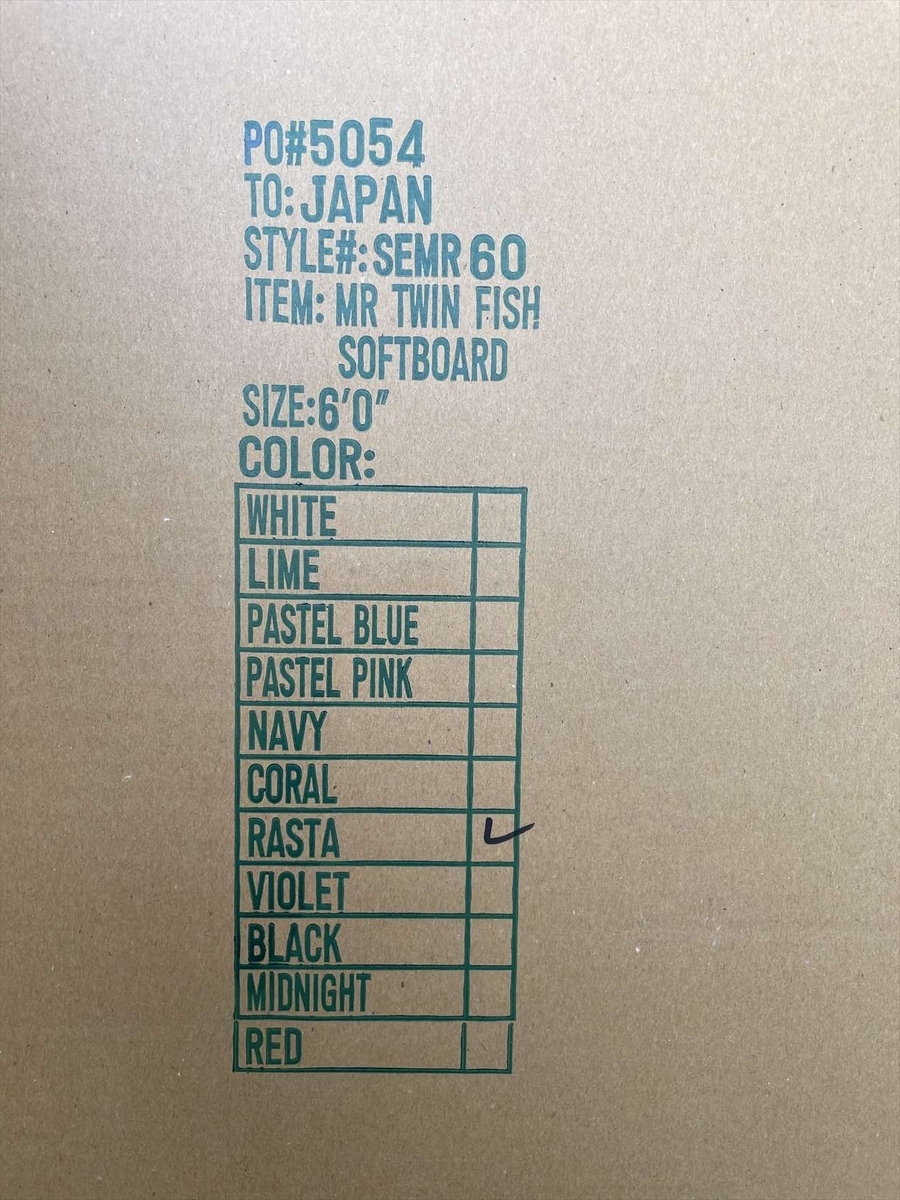 PO#5054
TO: JAPAN
STYLE#: SEMR 60
ITEM: MR TWIN FISH
SOFTBOARD
SIZE:6'0"
COLOR:
WHITE
LIME
PASTEL BLUE
PASTEL PINK
NAVY
CORAL
RASTA ✓
VIOLET
BLACK
MIDNIGHT
RED